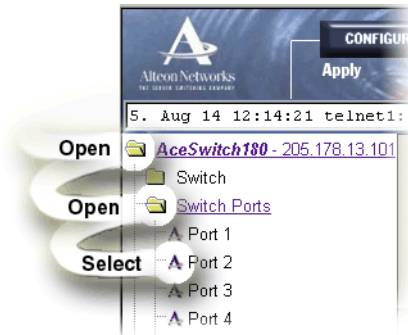 CONFIGUR
Alteon Networks
THE SERVER SWITCHING COMPANY
Apply
5. Aug 14 12:14:21 telnet1:
Open AceSwitch180 - 205.178.13.101
Switch
Open Switch Ports
Port 1
Select Port 2
Port 3
Port 4